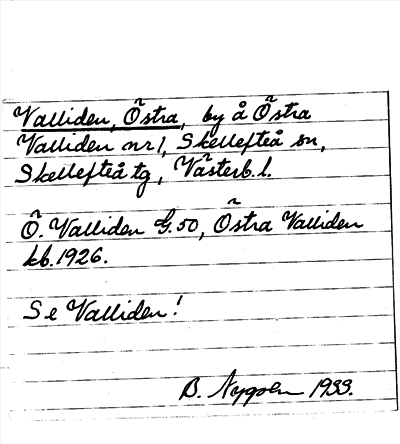 Valliden, Östra, by å Östra
Valliden nr 1, Skellefteå sn,
Skellefteå tg, Västerb. l.
Ö. Valliden G. 50, Östra Valliden
kb. 1926.
Se Valliden!
B. Nygren 1933.